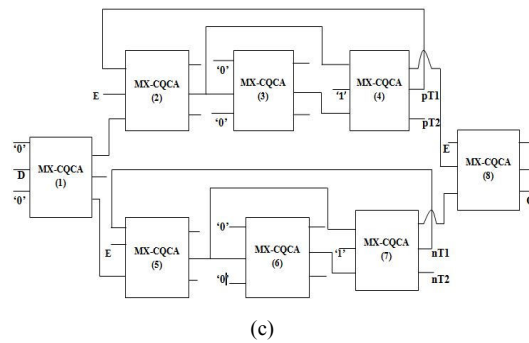 '0'
MX-CQCA
(2)
E
'0'
MX-CQCA
(3)
'0'
MX-CQCA
(4)
'1'
pT1
pT2
'0'
D
'0'
MX-CQCA
(1)
E
MX-CQCA
(8)
MX-CQCA
(5)
E
'0'
MX-CQCA
(6)
'0'
MX-CQCA
(7)
'1'
nT1
nT2
(c)